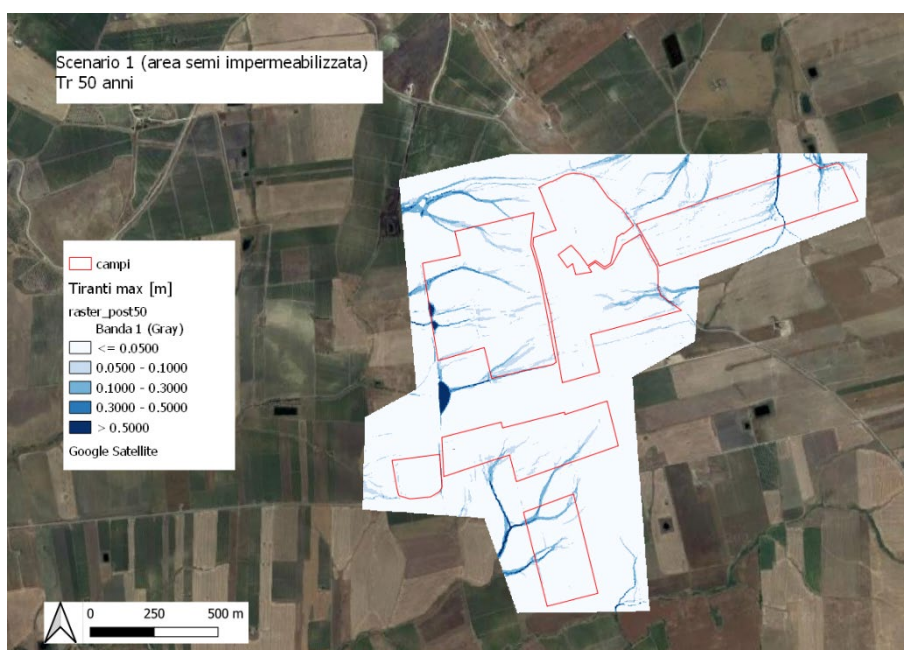 Scenario 1 (area semi impermeabilizzata)
Tr 50 anni
campi
Tiranti max [m]
raster_post50
Banda 1 (Gray)
<= 0.0500
0.0500 - 0.1000
0.1000 - 0.3000
0.3000 - 0.5000
> 0.5000
Google Satellite
0 250 500 m